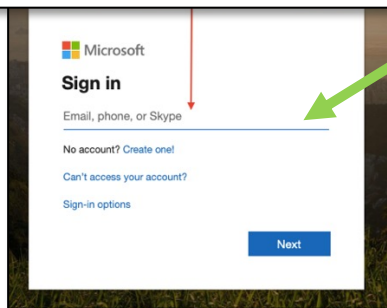 Microsoft
Sign in
Email, phone, or Skype
No account? Create one!
Can't access your account?
Sign-in options
Next